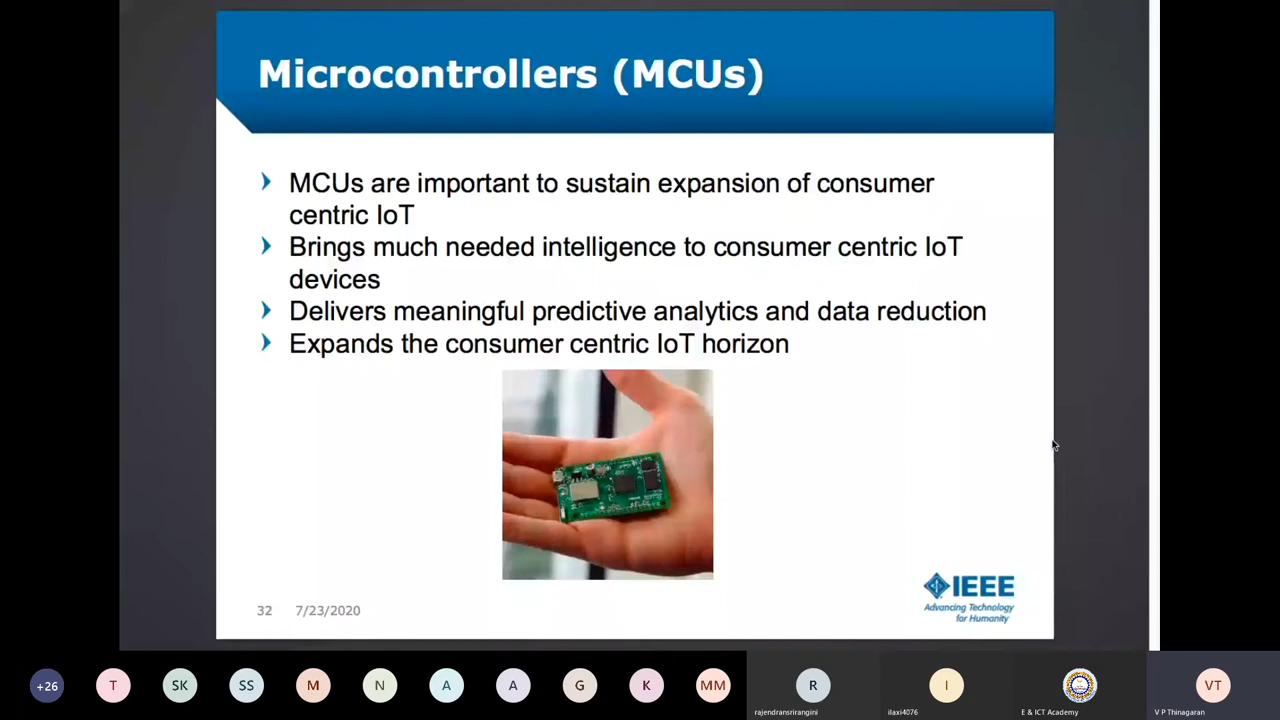 Microcontrollers (MCUs)
MCUs are important to sustain expansion of consumer
centric IoT
Brings much needed intelligence to consumer centric IoT
devices
Delivers meaningful predictive analytics and data reduction
Expands the consumer centric IoT horizon
IEEE
Advancing Technology
for Humanity
32 7/23/2020
+26 T SK SS M N A A G K MM R I VT
rajendransrirangini ilaxi4076 E & ICT Academy V P Thinagaran